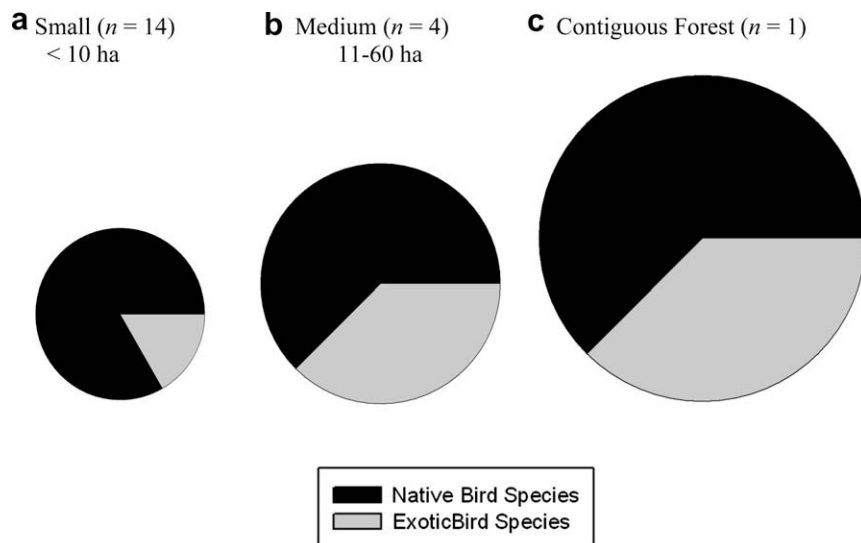 a Small (n = 14)
< 10 ha
b Medium (n = 4)
11-60 ha
c Contiguous Forest (n = 1)
Native Bird Species
ExoticBird Species